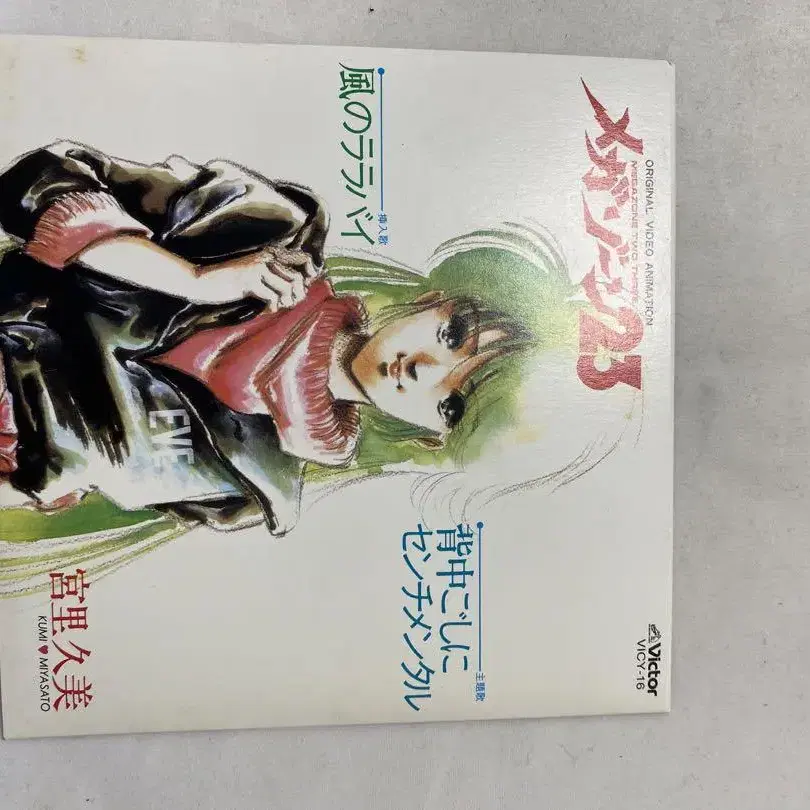 ORIGINAL VIDEO ANIMATION
MEGAZONE TWO THREE
メガゾーン23
Victor
VICY-16
風のララバイ
挿入歌
背中ごしに
センチメンタル
主題歌
EVE
宮里久美
KUMI♥MIYASATO